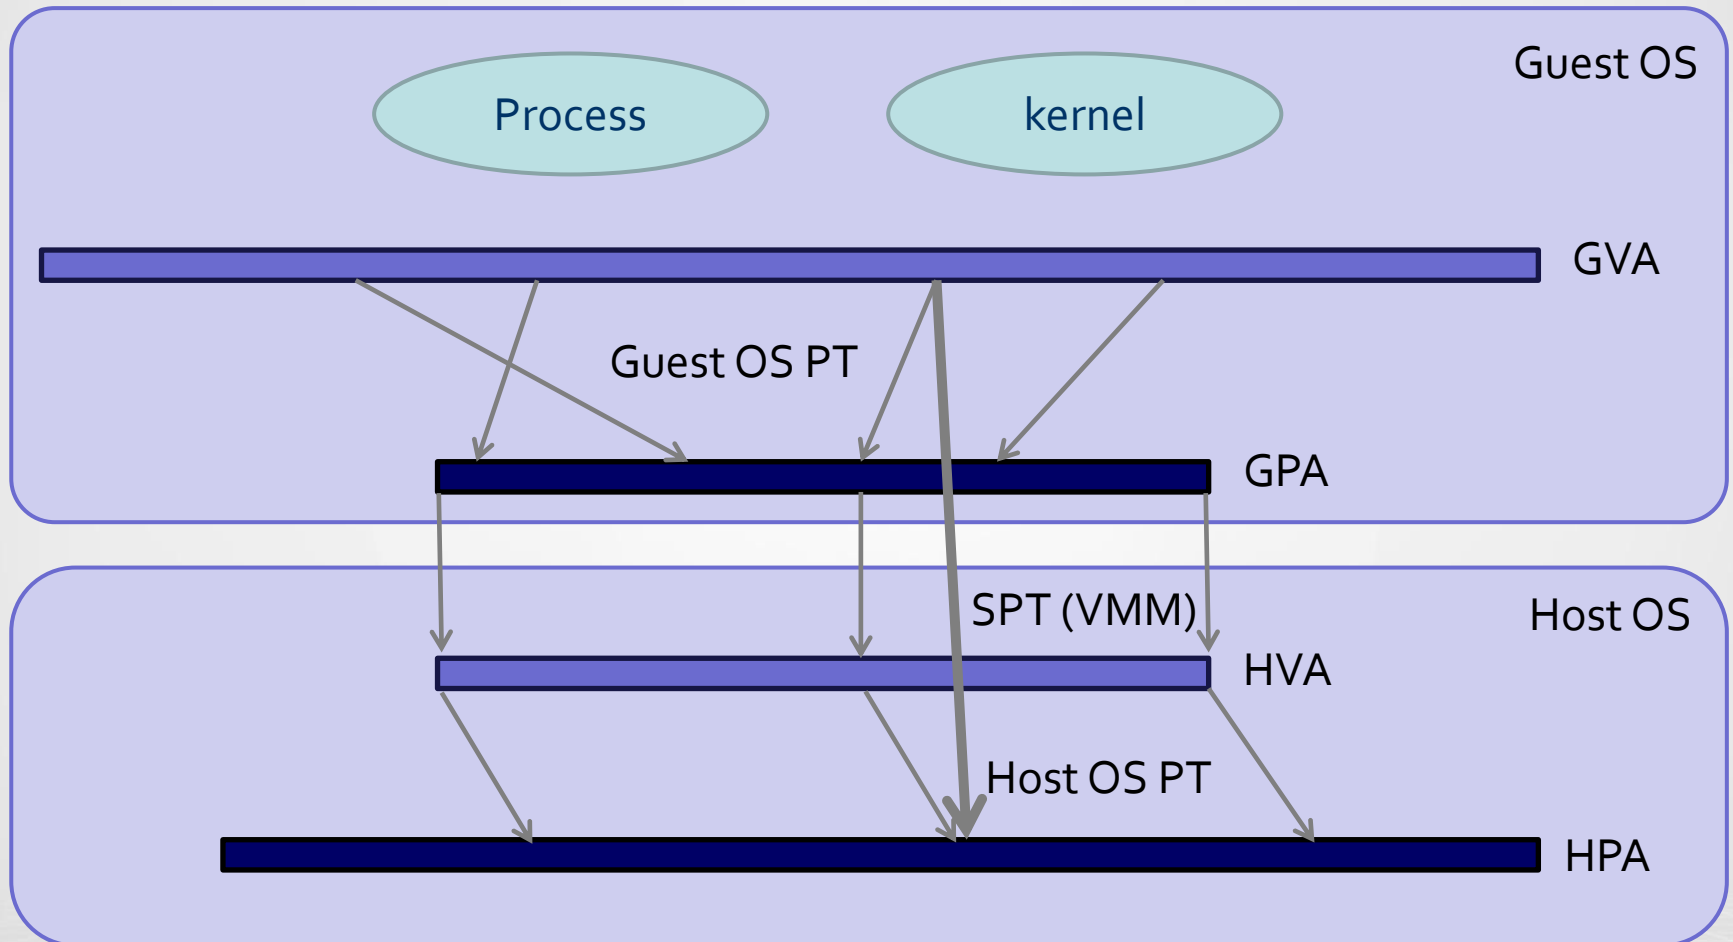 Guest OS
Process
kernel
GVA
Guest OS PT
GPA
SPT (VMM)
Host OS
HVA
Host OS PT
HPA